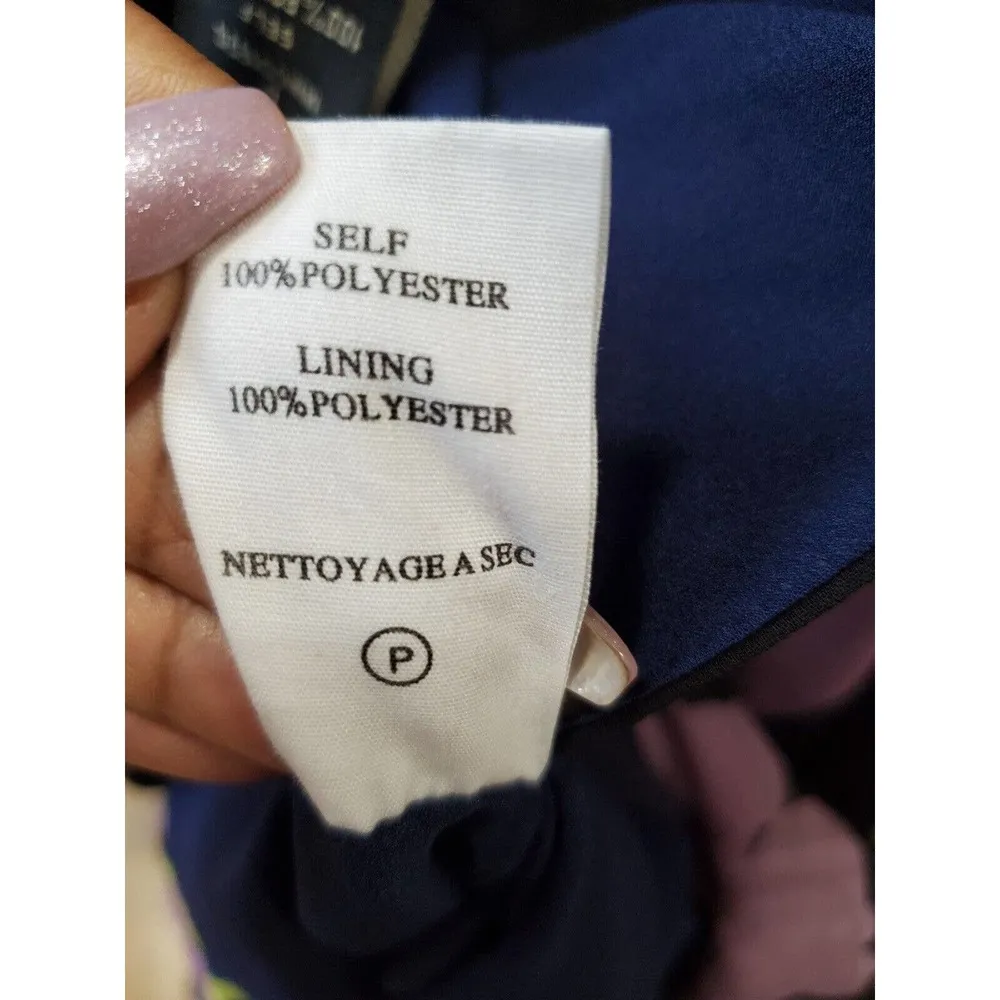 SELF
100%POLYESTER
LINING
100%POLYESTER
NETTOYAGE A SEC
P